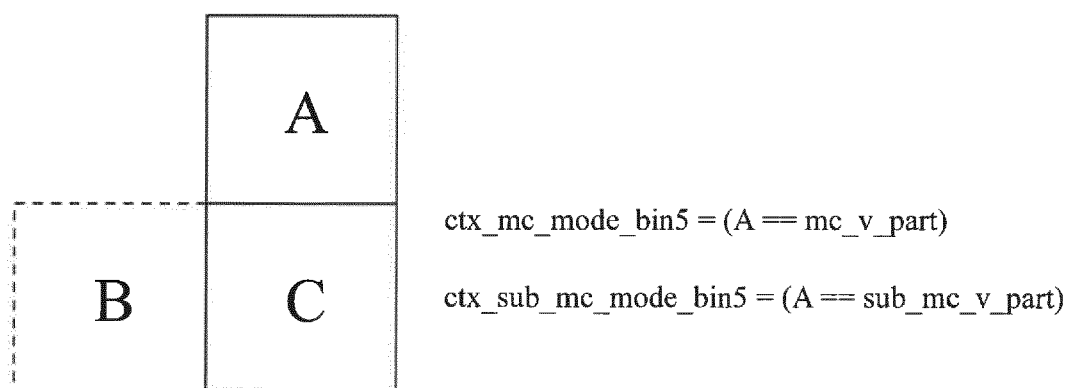 A
ctx_mc_mode_bin5 = (A == mc_v_part)
B
C
ctx_sub_mc_mode_bin5 = (A == sub_mc_v_part)